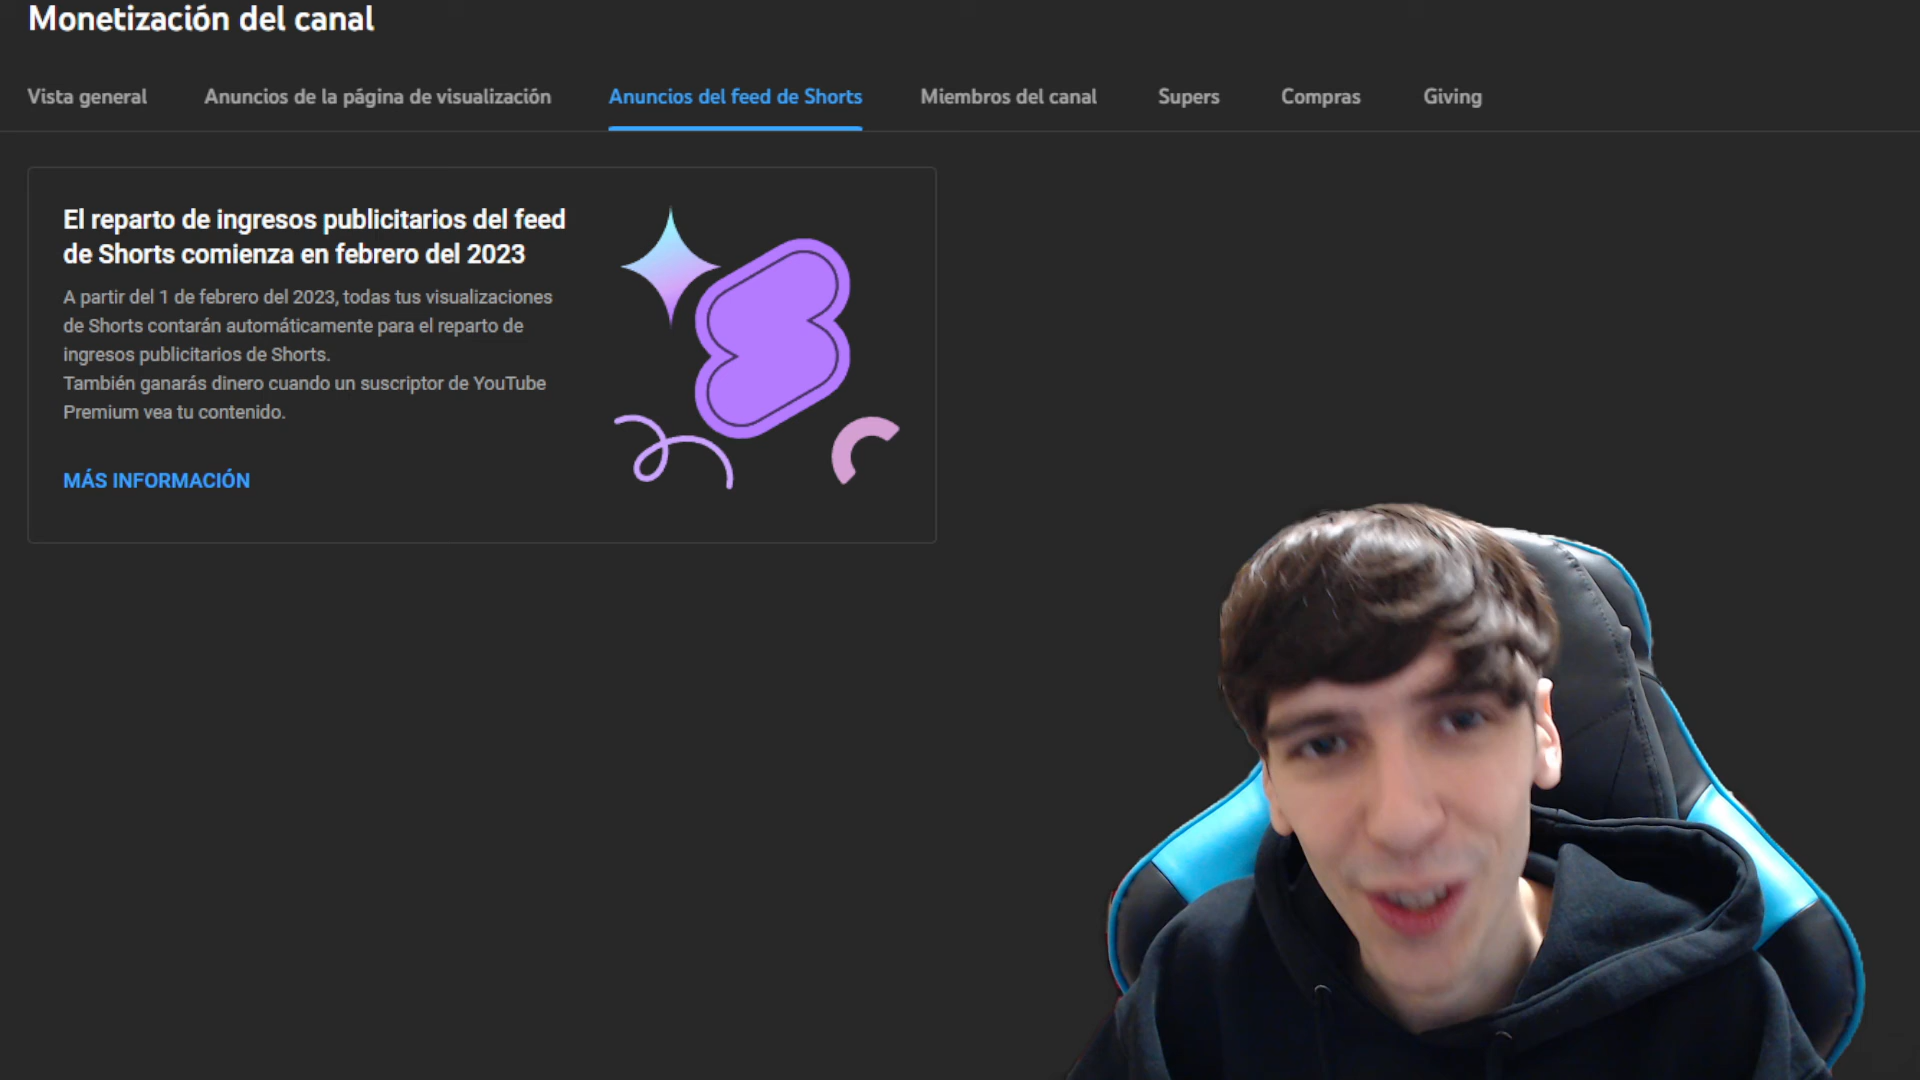 Monetización del canal
Vista general
Anuncios de la página de visualización
Anuncios del feed de Shorts
Miembros del canal
Supers
Compras
Giving
El reparto de ingresos publicitarios del feed
de Shorts comienza en febrero del 2023
A partir del 1 de febrero del 2023, todas tus visualizaciones
de Shorts contarán automáticamente para el reparto de
ingresos publicitarios de Shorts.
También ganarás dinero cuando un suscriptor de YouTube
Premium vea tu contenido.
MÁS INFORMACIÓN